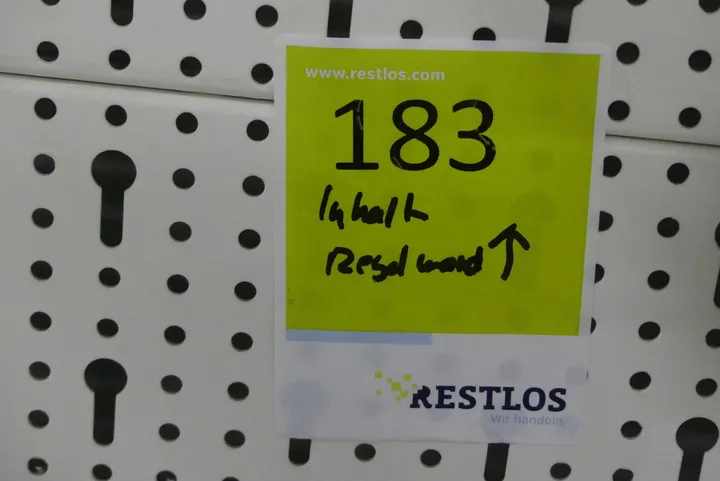 www.restlos.com
183
Inhalt
Regalwand ↑
RESTLOS
Wir handeln.